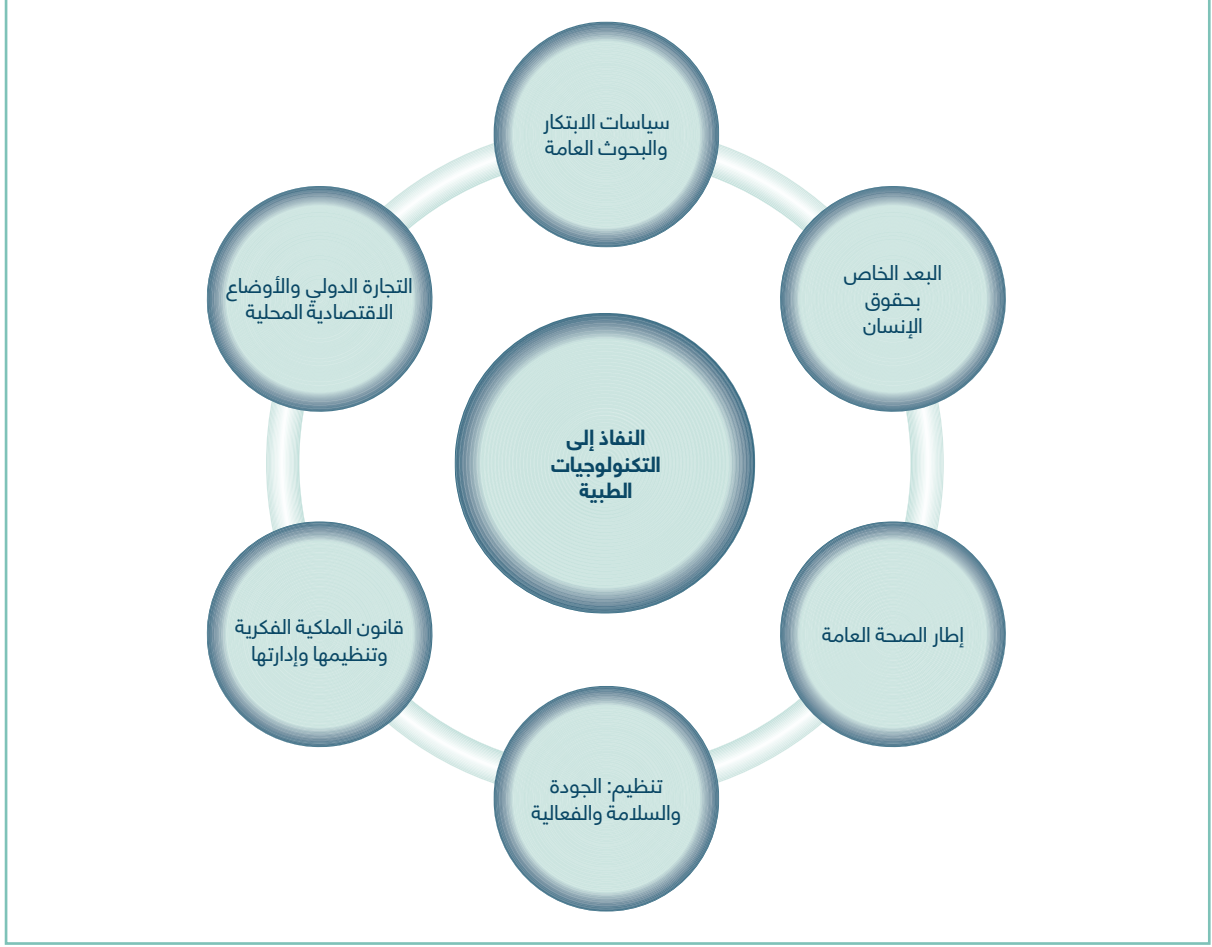 سياسات الابتكار
والبحوث العامة
البعد الخاص
بحقوق
الإنسان
التجارة الدولي والأوضاع
الاقتصادية المحلية
النفاذ إلى
التكنولوجيات
الطبية
إطار الصحة العامة
قانون الملكية الفكرية
وتنظيمها وإدارتها
تنظيم: الجودة
والسلامة والفعالية